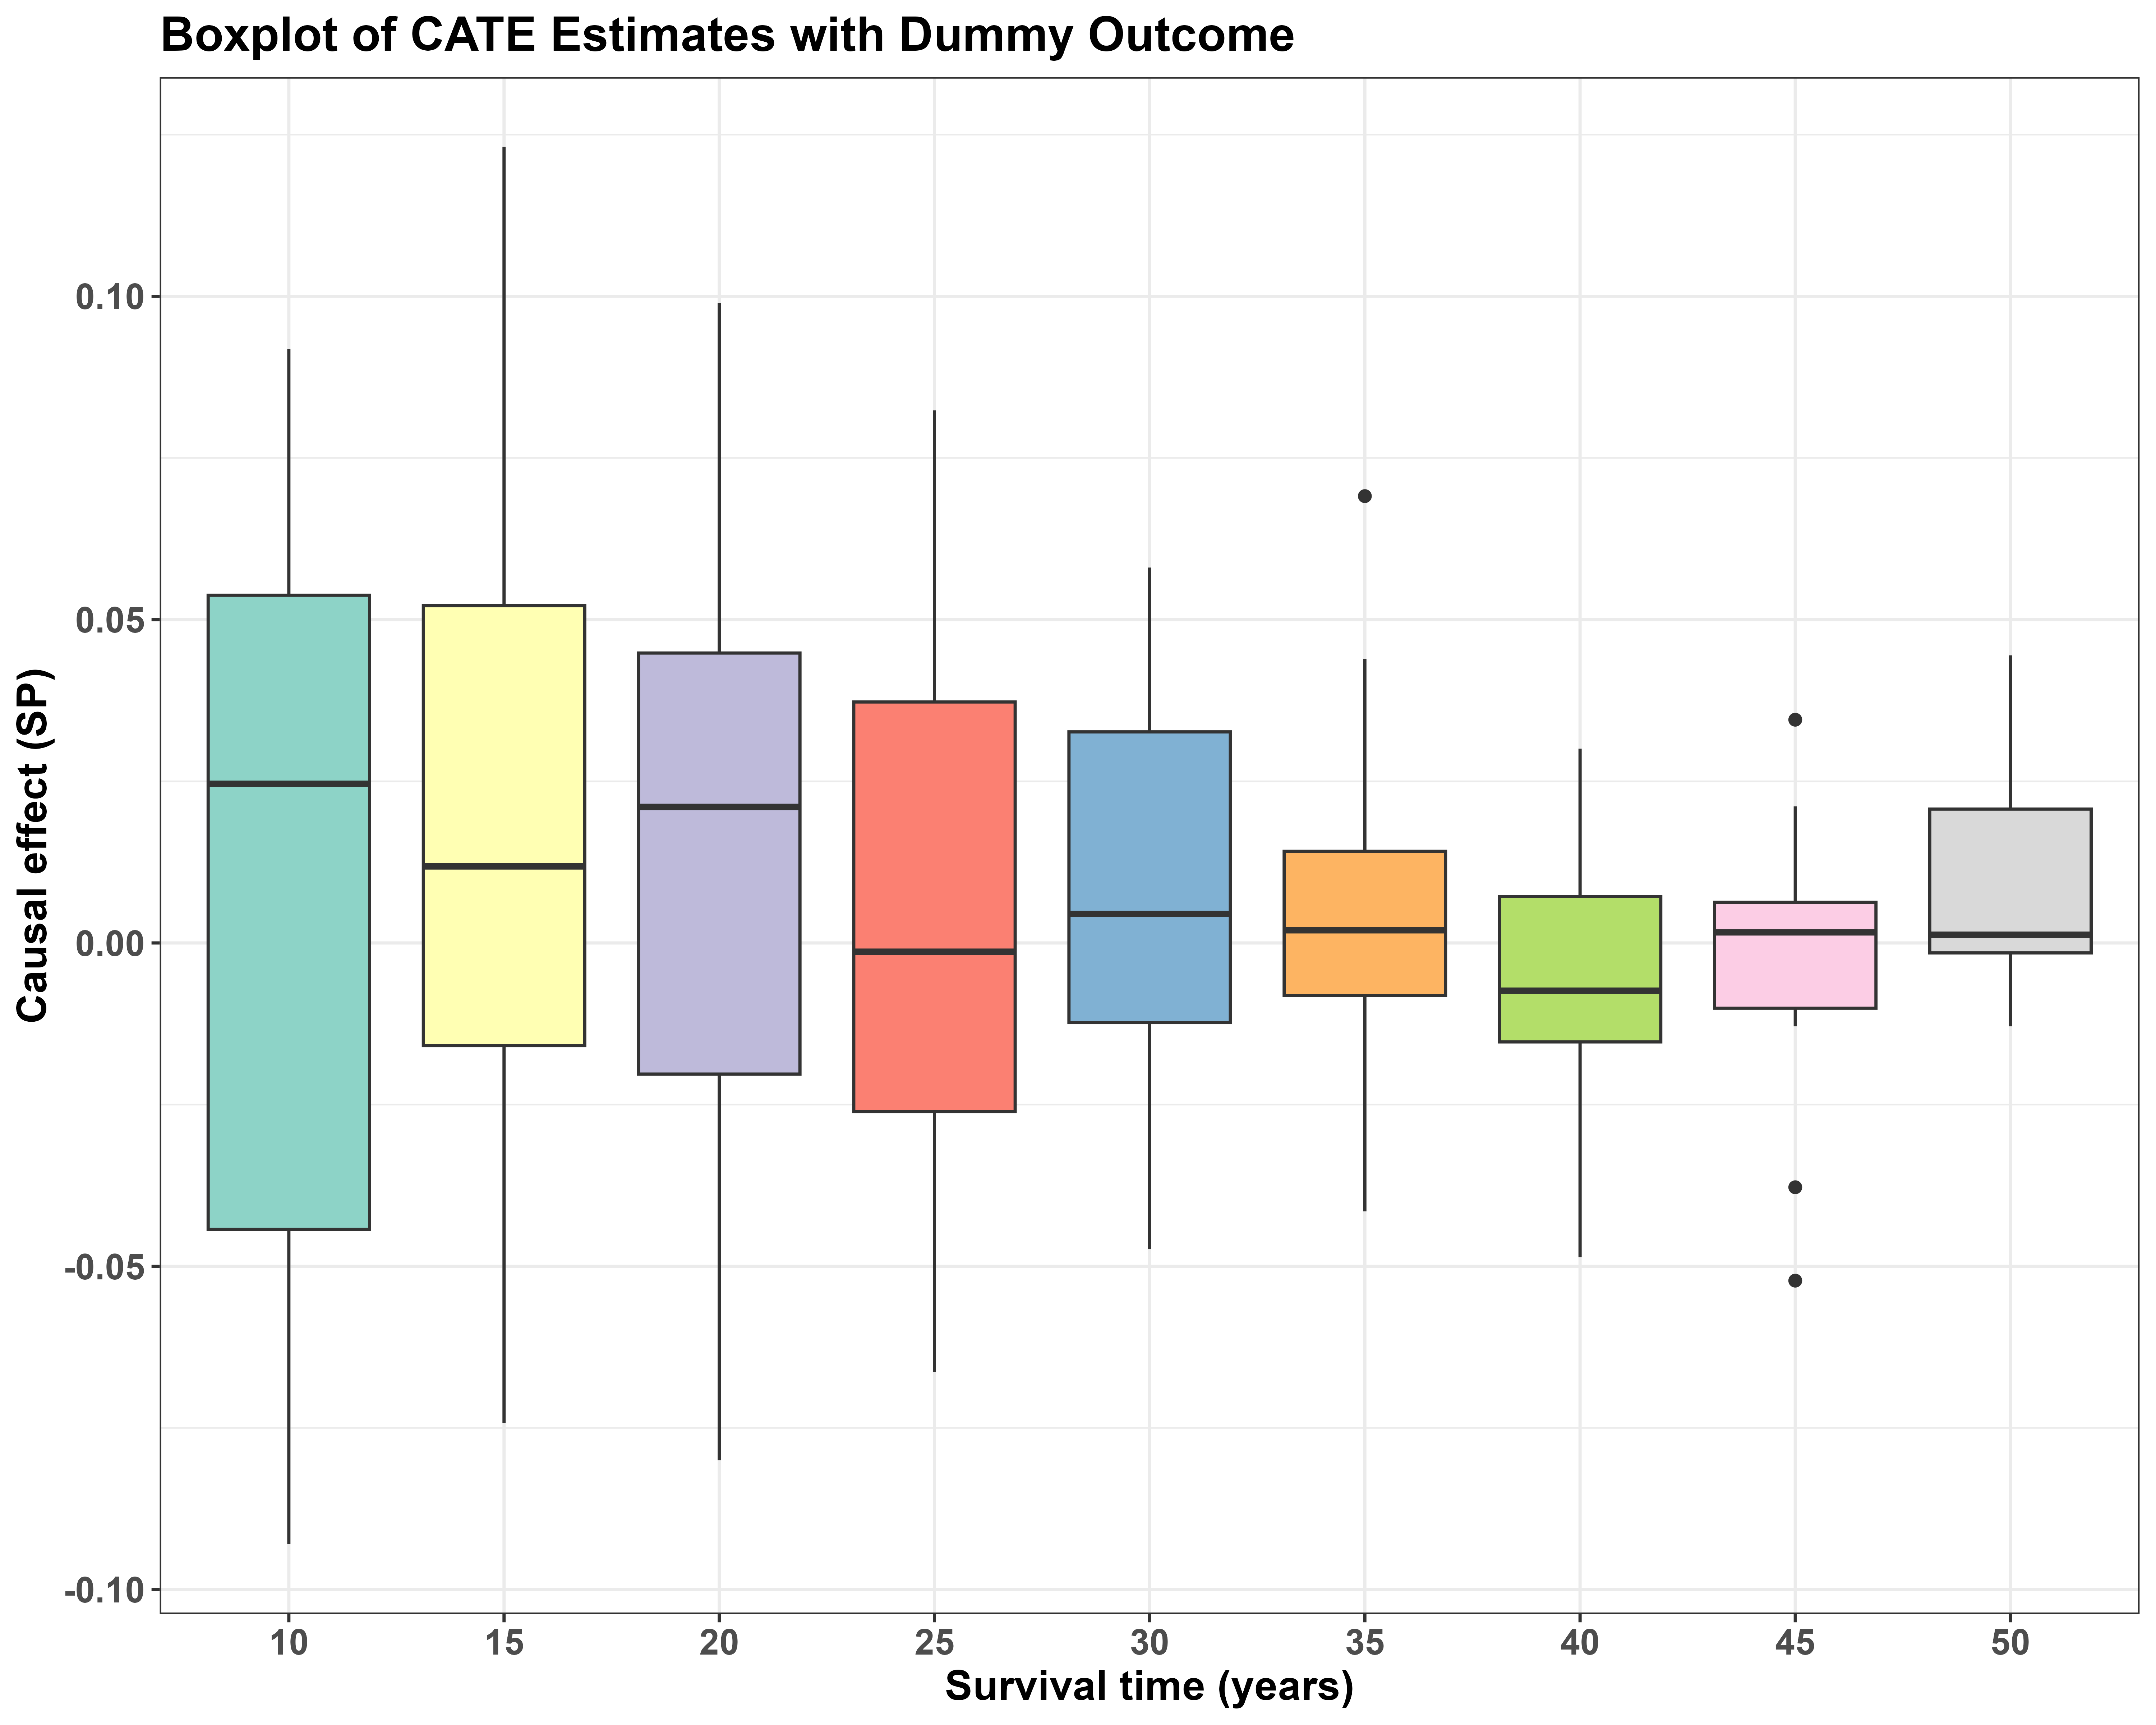 Boxplot of CATE Estimates with Dummy Outcome
Causal effect (SP)
0.10
0.05
0.00
-0.05
-0.10
10 15 20 25 30 35 40 45 50
Survival time (years)